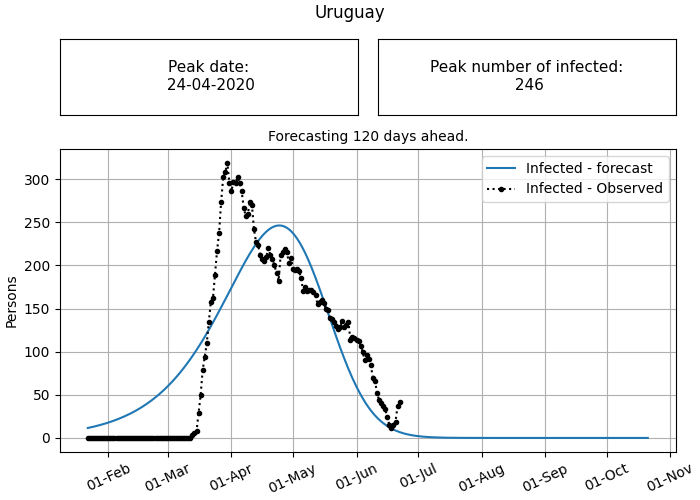 Uruguay
Peak date:
24-04-2020
Peak number of infected:
246
Forecasting 120 days ahead.
Infected - forecast
Infected - Observed
Persons
300
250
200
150
100
50
0
01-Feb
01-Mar
01-Apr
01-May
01-Jun
01-Jul
01-Aug
01-Sep
01-Oct
01-Nov